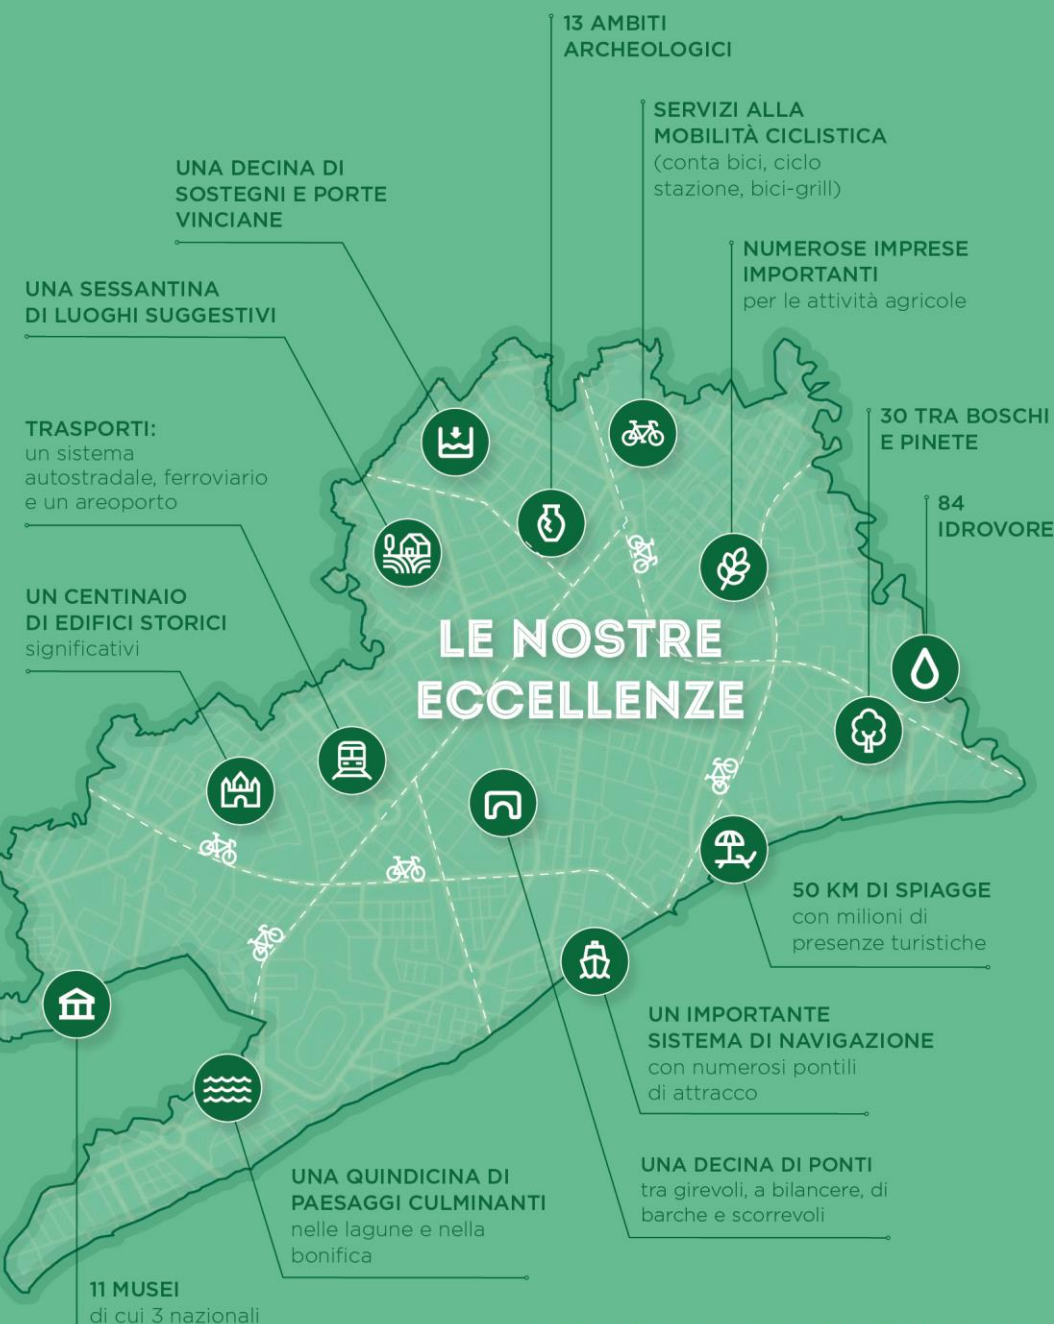 13 AMBITI
ARCHEOLOGICI
SERVIZI ALLA
MOBILITÀ CICLISTICA
(conta bici, ciclo
stazione, bici-grill)
UNA DECINA DI
SOSTEGNI E PORTE
VINCIANE
NUMEROSE IMPRESE
IMPORTANTI
per le attività agricole
UNA SESSANTINA
DI LUOGHI SUGGESTIVI
30 TRA BOSCHI
E PINETE
TRASPORTI:
un sistema
autostradale, ferroviario
e un areoporto
84
IDROVORE
UN CENTINAIO
DI EDIFICI STORICI
significativi
LE NOSTRE
ECCELLENZE
50 KM DI SPIAGGE
con milioni di
presenze turistiche
UN IMPORTANTE
SISTEMA DI NAVIGAZIONE
con numerosi pontili
di attracco
UNA DECINA DI PONTI
tra girevoli, a bilancere, di
barche e scorrevoli
UNA QUINDICINA DI
PAESAGGI CULMINANTI
nelle lagune e nella
bonifica
11 MUSEI
di cui 3 nazionali